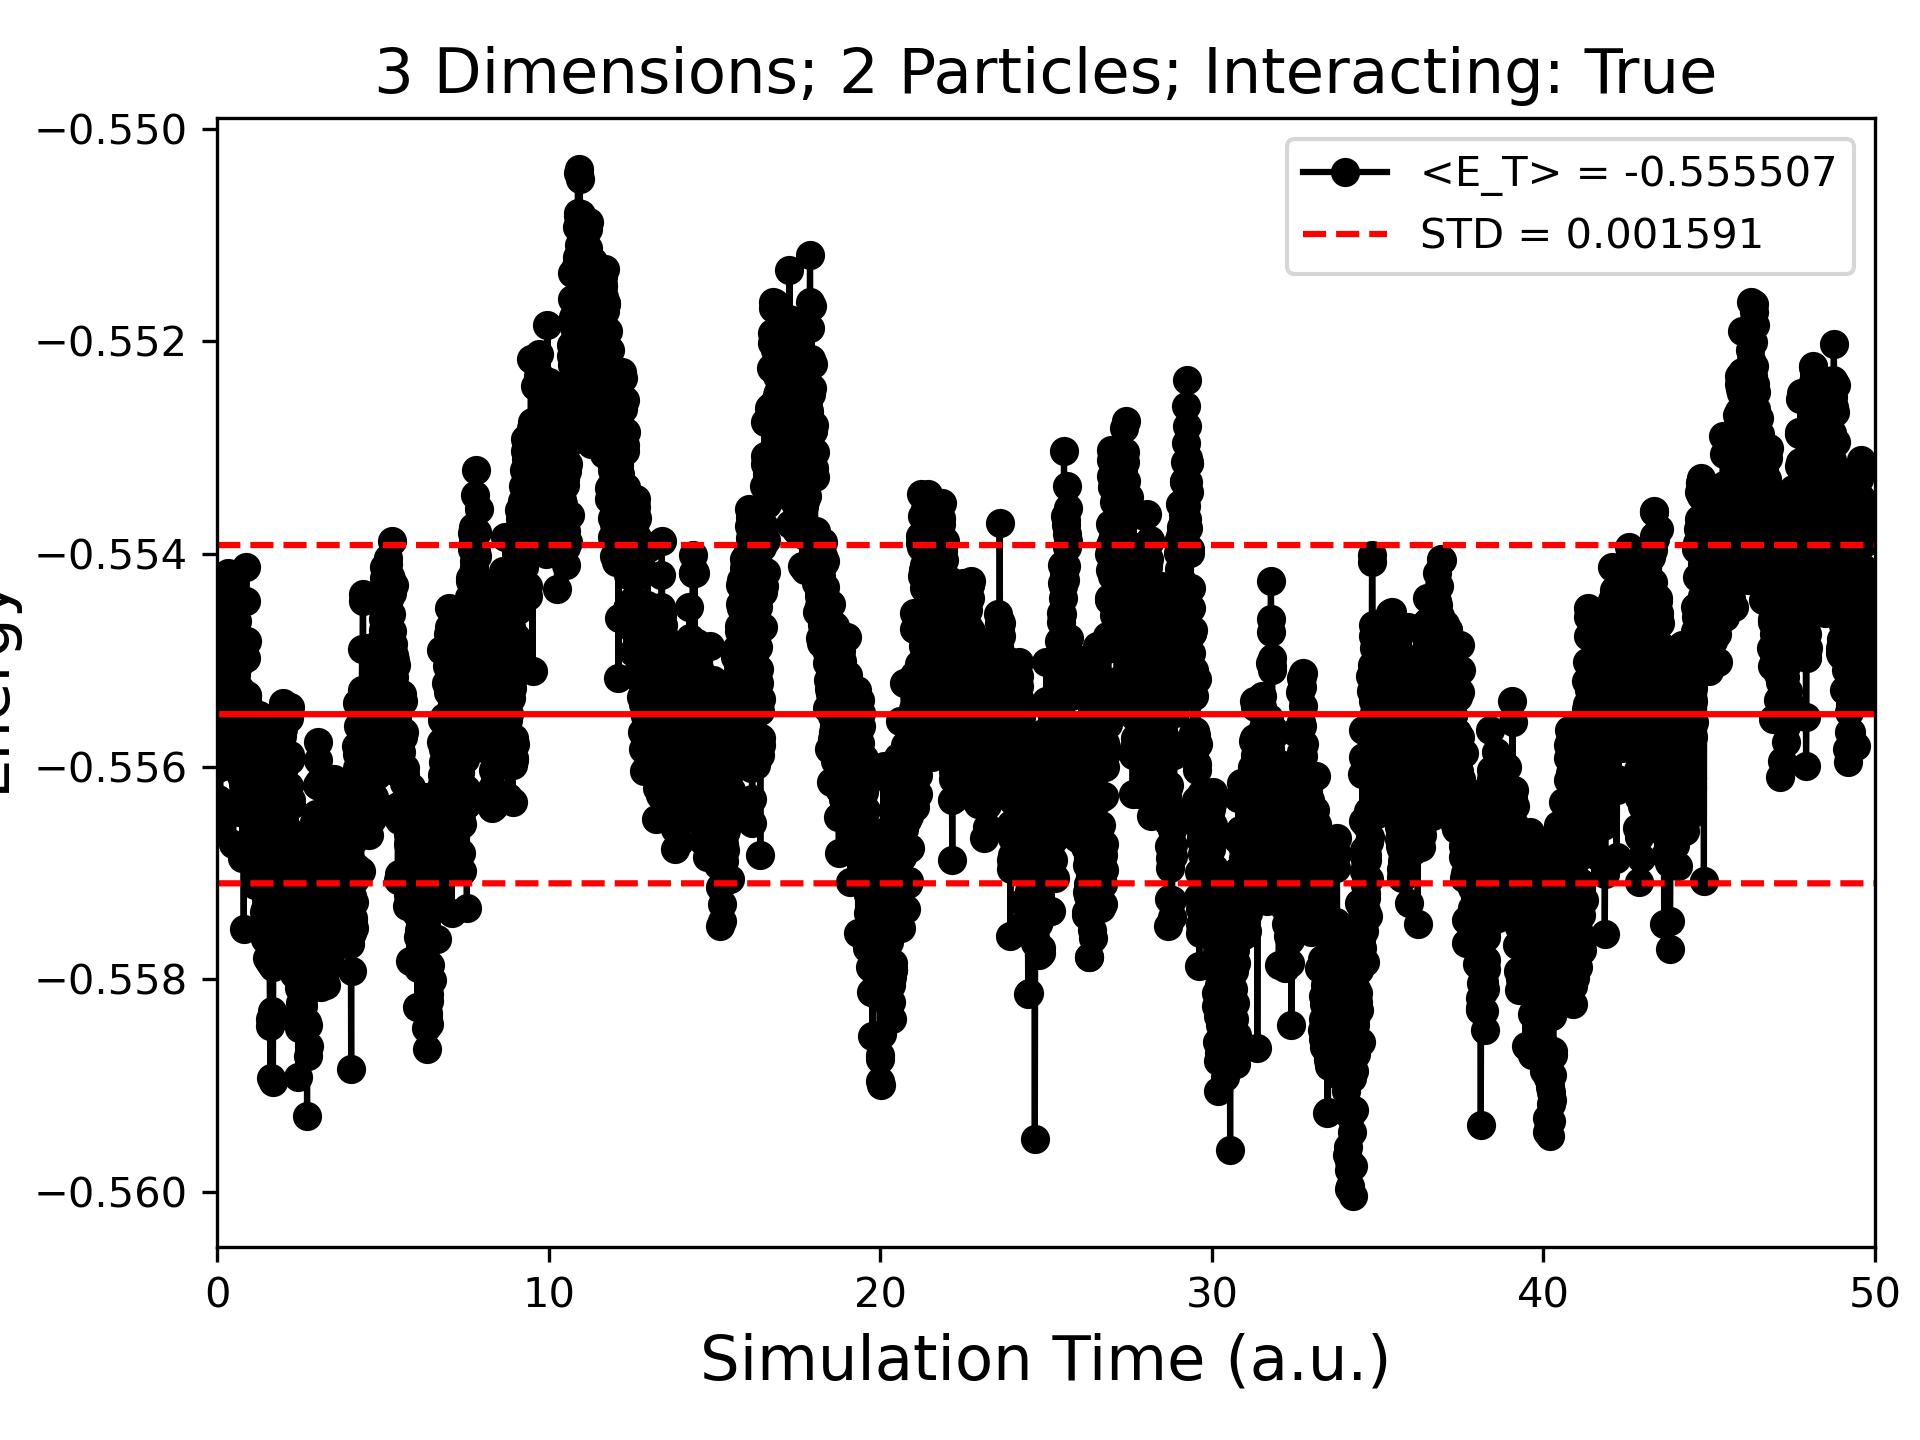 3 Dimensions; 2 Particles; Interacting: True
<E_T> = -0.555507
STD = 0.001591
−0.550
−0.552
−0.554
−0.556
−0.558
−0.560
Energy
0 10 20 30 40 50
Simulation Time (a.u.)